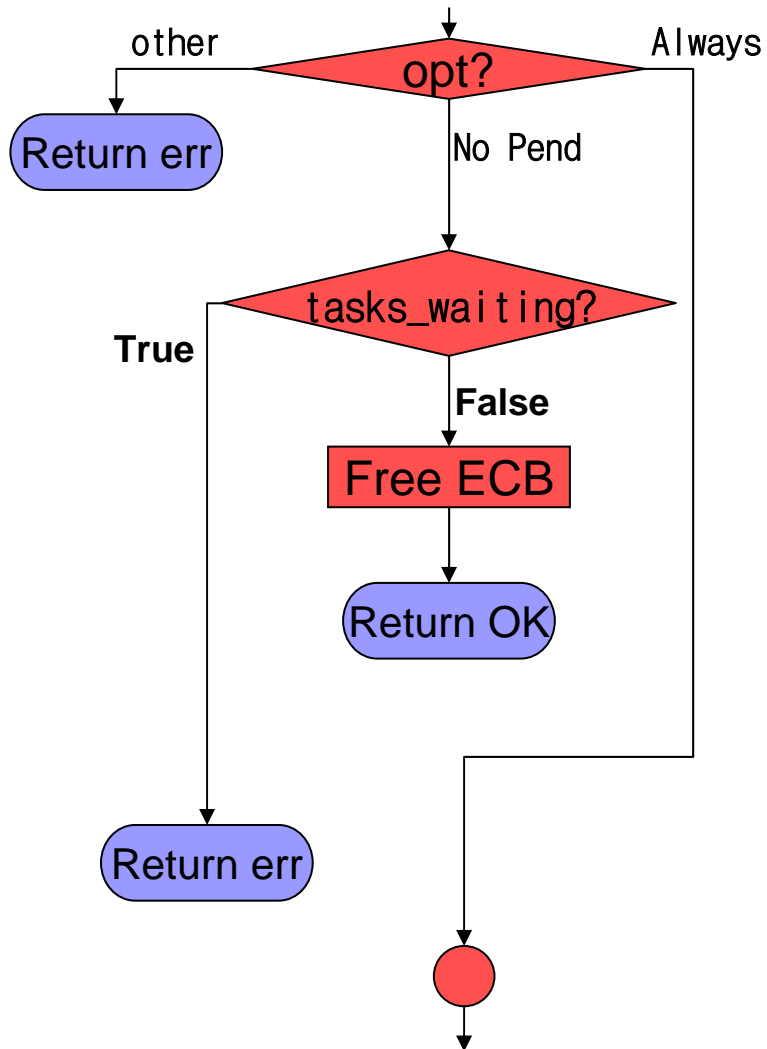 other
Always
opt?
Return err
No Pend
tasks_waiting?
True
False
Free ECB
Return OK
Return err